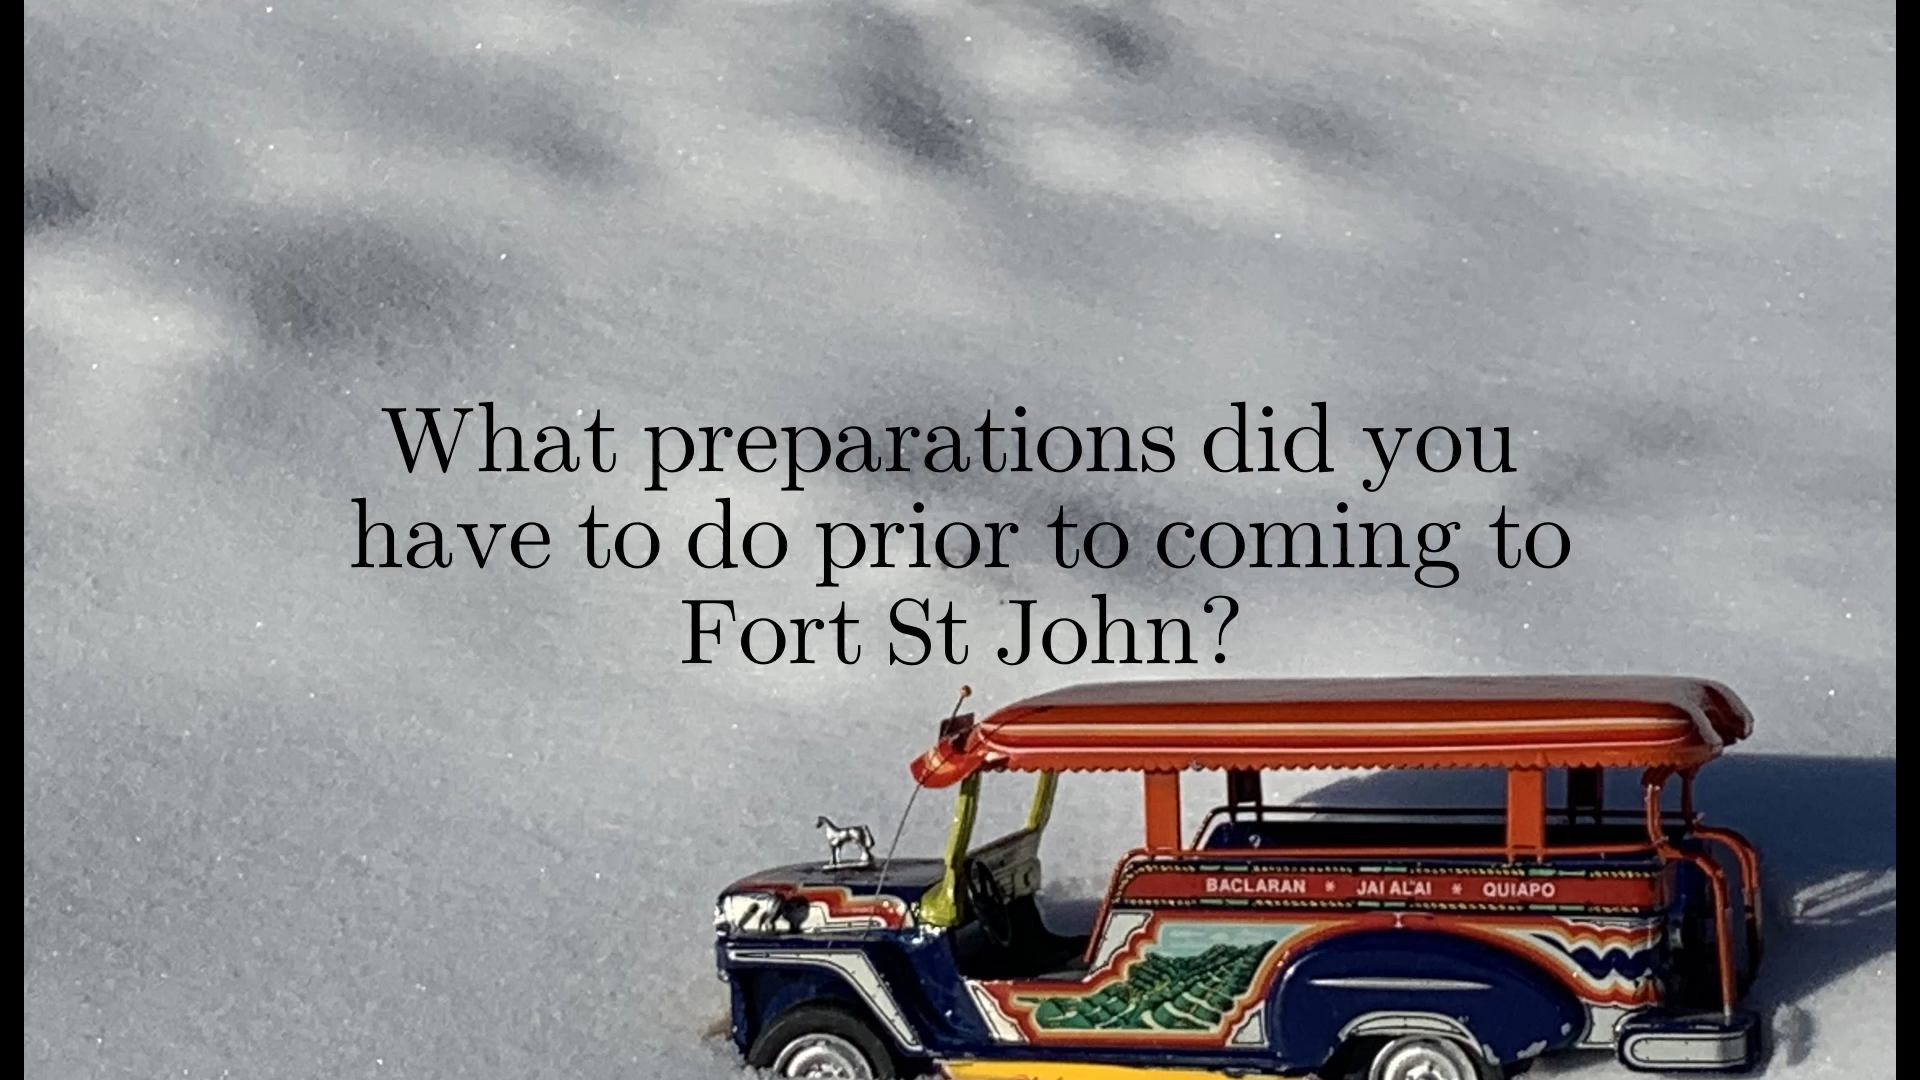 What preparations did you
have to do prior to coming to
Fort St John?
BACLARAN * JAI ALAI * QUIAPO